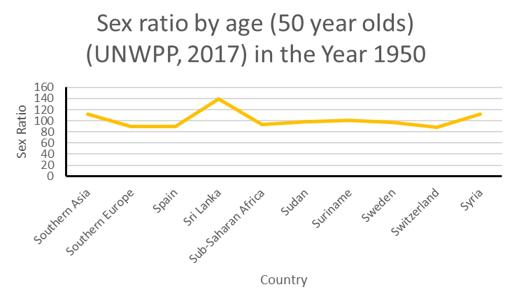 Sex ratio by age (50 year olds)
(UNWPP, 2017) in the Year 1950
160
140
120
100
80
60
40
20
0
Sex Ratio
Southern Asia
Southern Europe
Spain
Sri Lanka
Sub-Saharan Africa
Sudan
Suriname
Sweden
Switzerland
Syria
Country